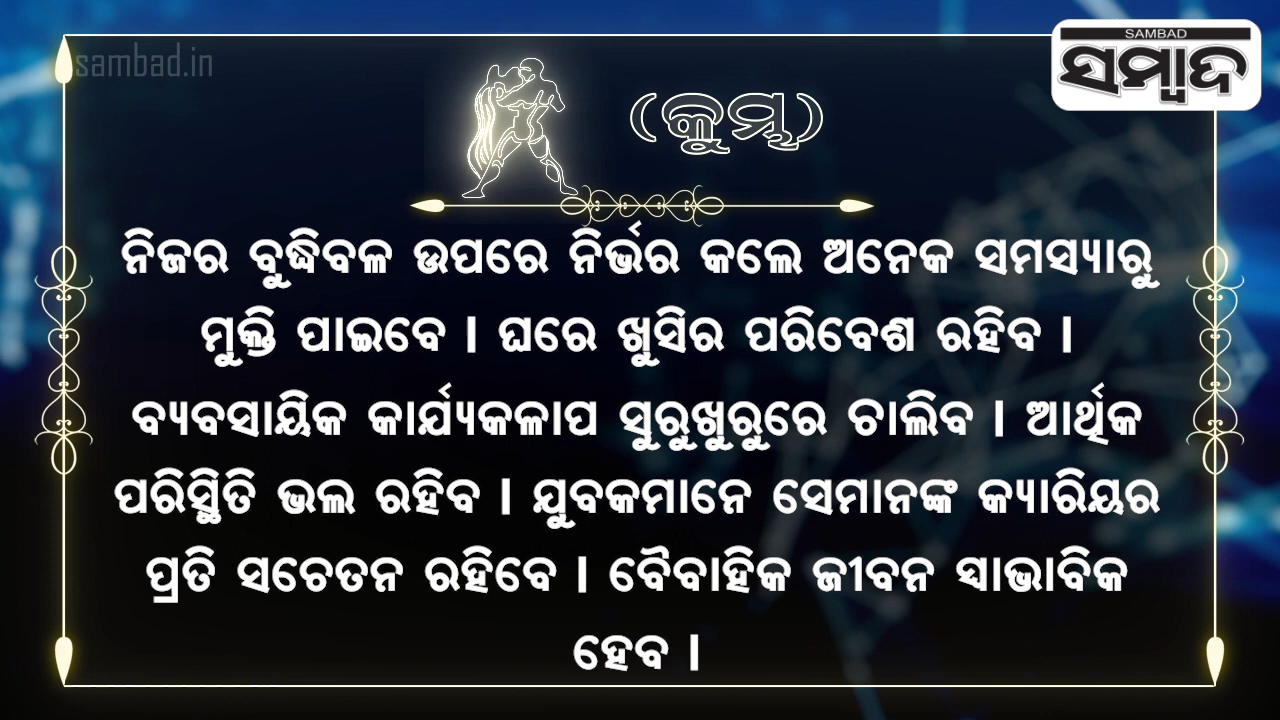 sambad.in
SAMBAD
ସମ୍ବାଦ
(କୁମ୍ଭ)
ନିଜର ବୁଦ୍ଧିବଳ ଉପରେ ନିର୍ଭର କଲେ ଅନେକ ସମସ୍ୟାରୁ
ମୁକ୍ତି ପାଇବେ । ଘରେ ଖୁସିର ପରିବେଶ ରହିବ ।
ବ୍ୟବସାୟିକ କାର୍ଯ୍ୟକଳାପ ସୁରୁଖୁରୁରେ ଚାଲିବ । ଆର୍ଥିକ
ପରିସ୍ଥିତି ଭଲ ରହିବ । ଯୁବକମାନେ ସେମାନଙ୍କ କ୍ୟାରିୟର
ପ୍ରତି ସଚେତନ ରହିବେ । ବୈବାହିକ ଜୀବନ ସ୍ୱାଭାବିକ
ହେବ ।